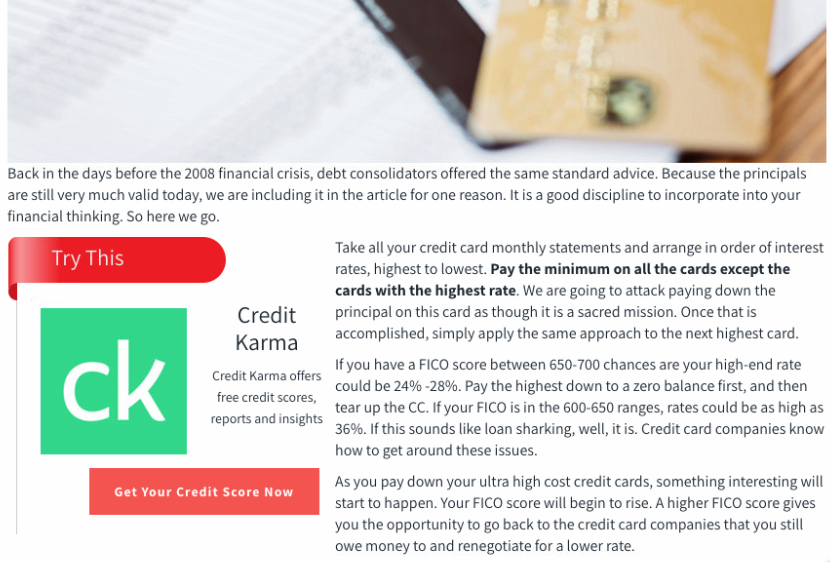 Back in the days before the 2008 financial crisis, debt consolidators offered the same standard advice. Because the principals
are still very much valid today, we are including it in the article for one reason. It is a good discipline to incorporate into your
financial thinking. So here we go.
Try This
ck
Credit
Karma
Credit Karma offers
free credit scores,
reports and insights
Get Your Credit Score Now
Take all your credit card monthly statements and arrange in order of interest
rates, highest to lowest. Pay the minimum on all the cards except the
cards with the highest rate. We are going to attack paying down the
principal on this card as though it is a sacred mission. Once that is
accomplished, simply apply the same approach to the next highest card.
If you have a FICO score between 650-700 chances are your high-end rate
could be 24% -28%. Pay the highest down to a zero balance first, and then
tear up the CC. If your FICO is in the 600-650 ranges, rates could be as high as
36%. If this sounds like loan sharking, well, it is. Credit card companies know
how to get around these issues.
As you pay down your ultra high cost credit cards, something interesting will
start to happen. Your FICO score will begin to rise. A higher FICO score gives
you the opportunity to go back to the credit card companies that you still
owe money to and renegotiate for a lower rate.